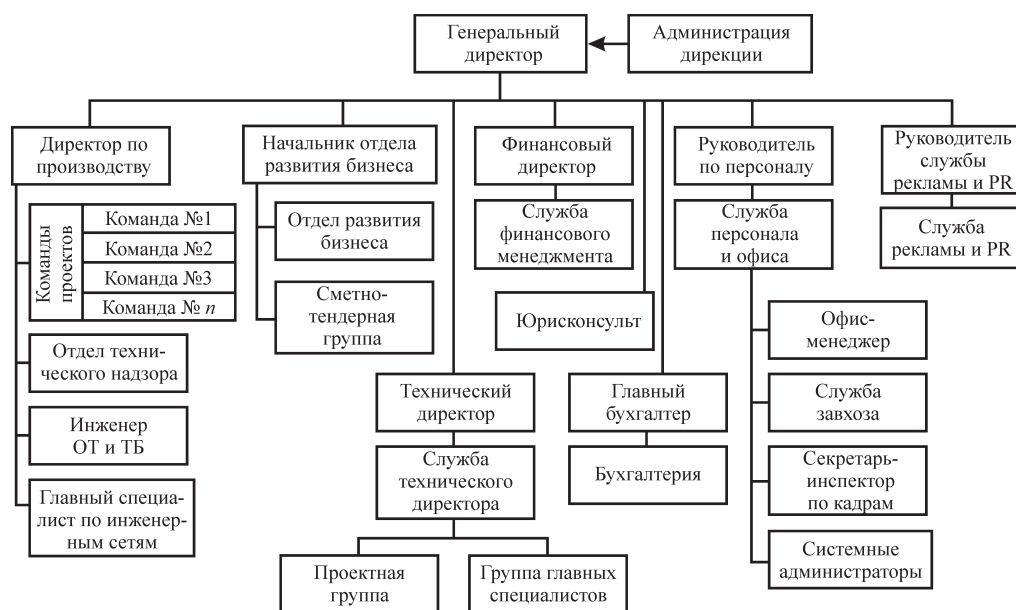 Генеральный
директор
Администрация
дирекции
Директор по
производству
Команды
проектов
Команда №1
Команда №2
Команда №3
Команда № n
Отдел техни-
ческого надзора
Инженер
ОТ и ТБ
Главный специа-
лист по инженер-
ным сетям
Начальник отдела
развития бизнеса
Отдел развития
бизнеса
Сметно-
тендерная
группа
Технический
директор
Служба
технического
директора
Проектная
группа
Группа главных
специалистов
Финансовый
директор
Служба
финансового
менеджмента
Юрисконсульт
Главный
бухгалтер
Бухгалтерия
Руководитель
по персоналу
Служба
персонала
и офиса
Офис-
менеджер
Служба
завхоза
Секретарь-
инспектор
по кадрам
Системные
администраторы
Руководитель
службы
рекламы и PR
Служба
рекламы и PR